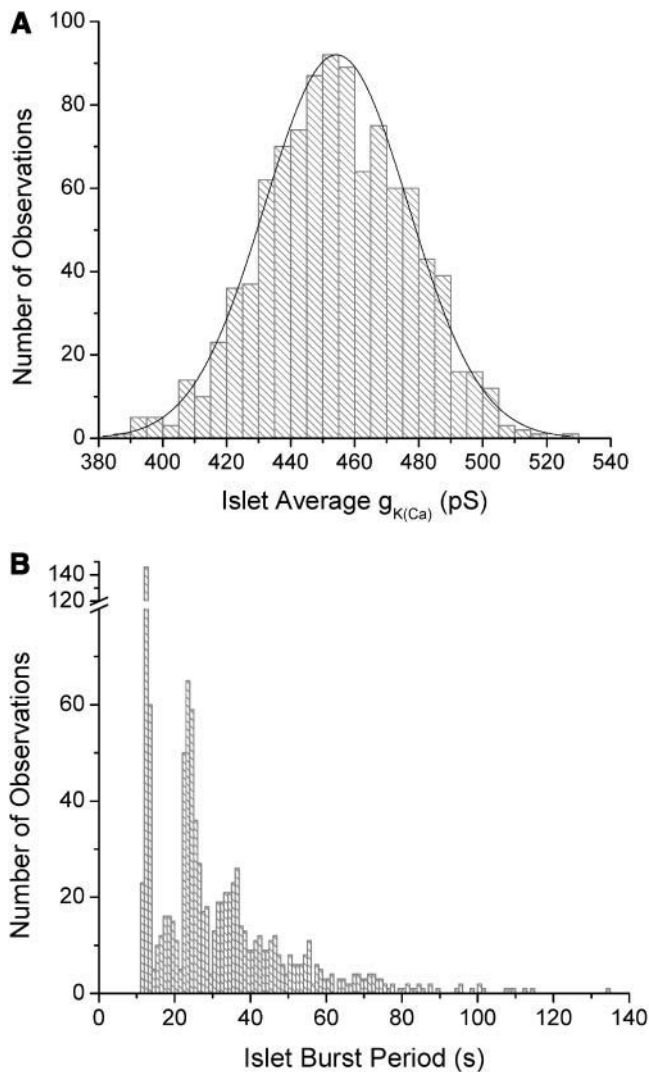 A
100
80
60
40
20
0
Number of Observations
380 400 420 440 460 480 500 520 540
Islet Average gK(Ca) (pS)
B
140
120
60
40
20
0
Number of Observations
0 20 40 60 80 100 120 140
Islet Burst Period (s)